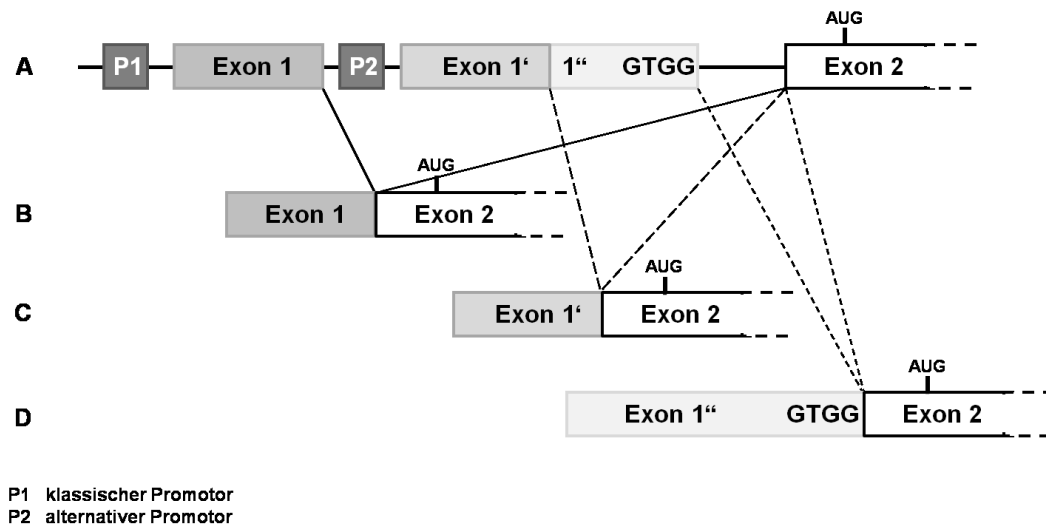 AUG
A P1 Exon 1 P2 Exon 1‘ 1“ GTGG Exon 2
AUG
B Exon 1 Exon 2
AUG
C Exon 1‘ Exon 2
AUG
D Exon 1“ GTGG Exon 2
P1 klassischer Promotor
P2 alternativer Promotor